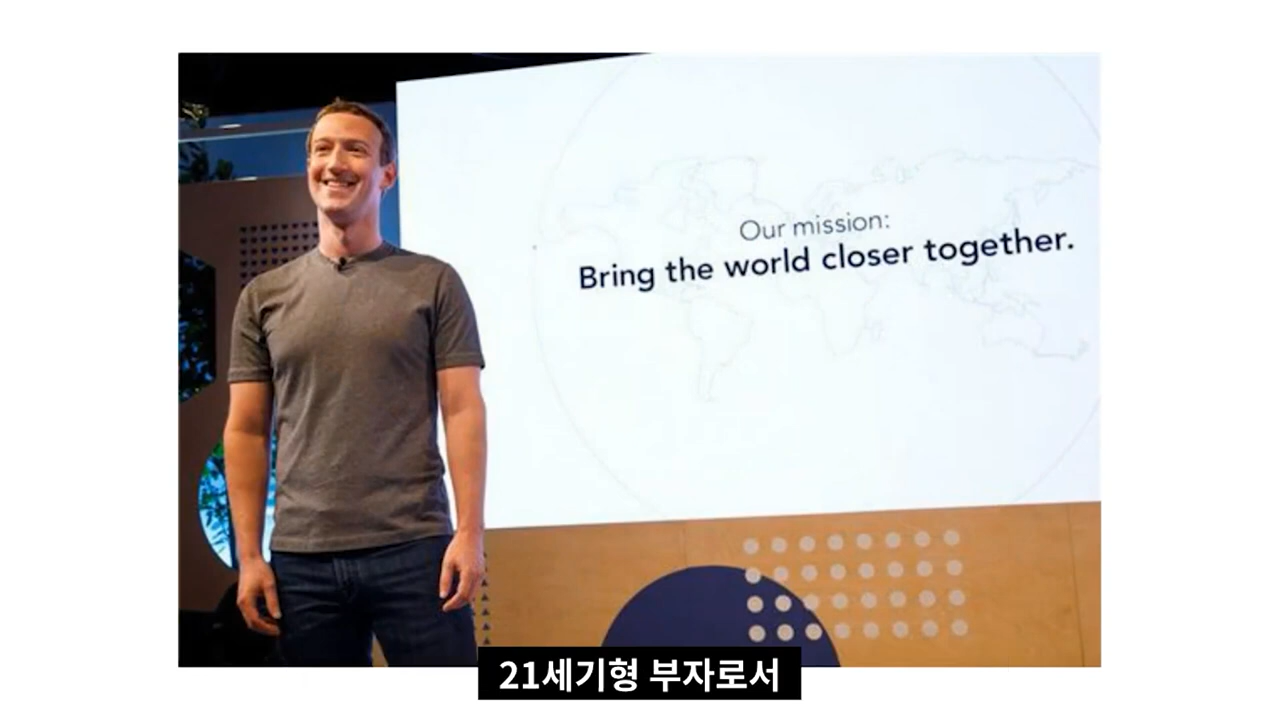 Our mission:
Bring the world closer together.
21세기형 부자로서